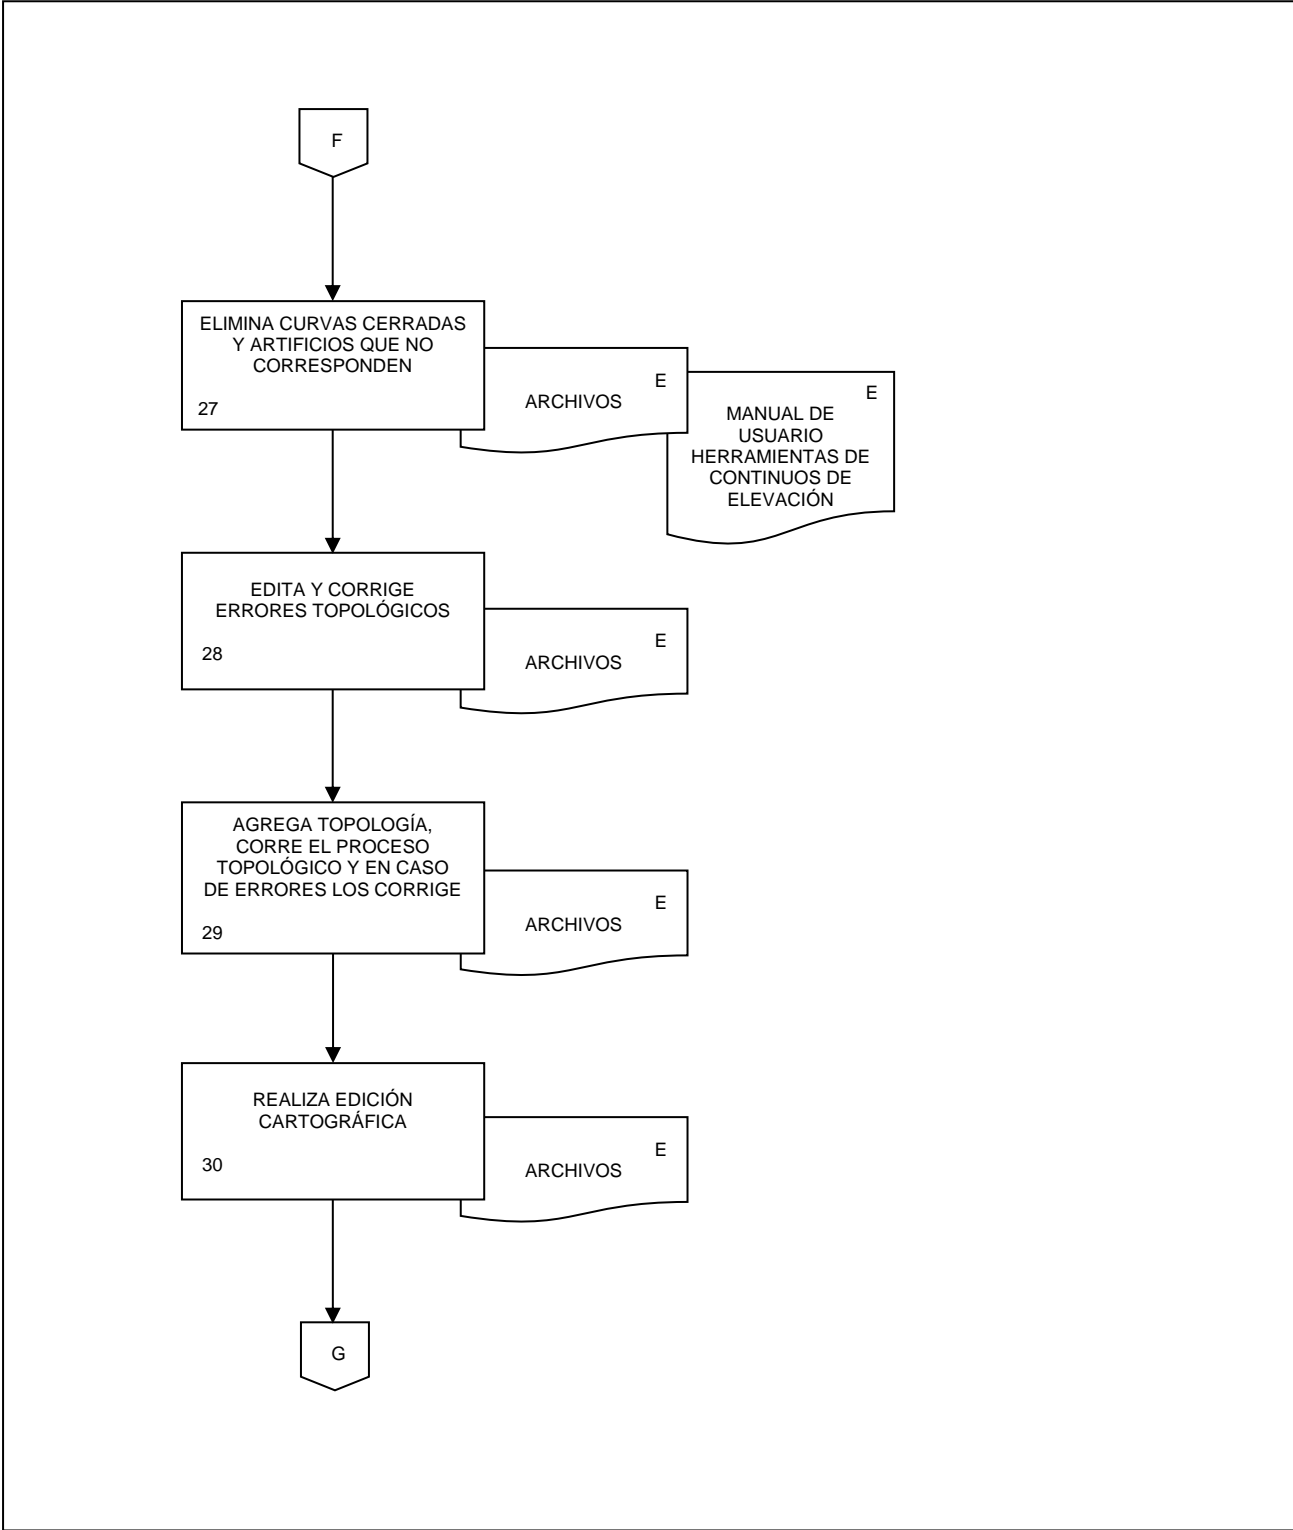 F
ELIMINA CURVAS CERRADAS
Y ARTIFICIOS QUE NO
CORRESPONDEN
27
E
ARCHIVOS
E
MANUAL DE
USUARIO
HERRAMIENTAS DE
CONTINUOS DE
ELEVACIÓN
EDITA Y CORRIGE
ERRORES TOPOLÓGICOS
28
E
ARCHIVOS
AGREGA TOPOLOGÍA,
CORRE EL PROCESO
TOPOLÓGICO Y EN CASO
DE ERRORES LOS CORRIGE
29
E
ARCHIVOS
REALIZA EDICIÓN
CARTOGRÁFICA
30
E
ARCHIVOS
G